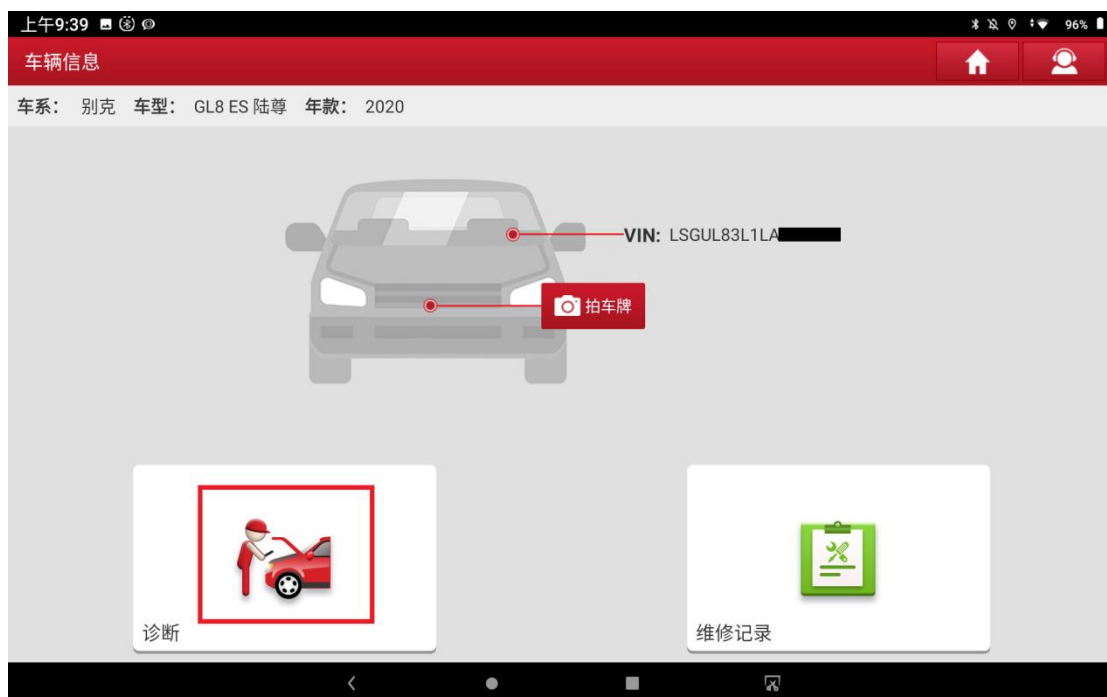 上午9:39 96%
车辆信息
车系： 别克 车型： GL8 ES 陆尊 年款： 2020
VIN: LSGUL83L1LA
拍车牌
诊断 维修记录